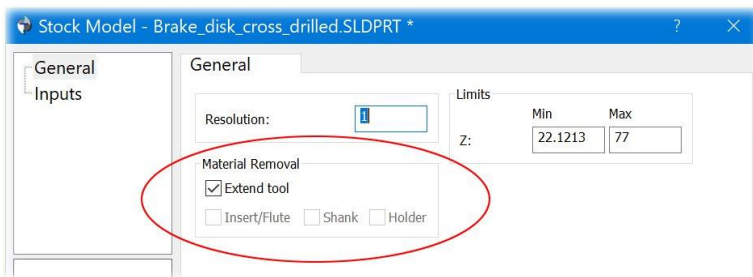 Stock Model - Brake_disk_cross_drilled.SLDPRT * ? ×
General
Inputs
General
Resolution: 1
Limits
Min Max
Z: 22.1213 77
Material Removal
Extend tool
Insert/Flute Shank Holder